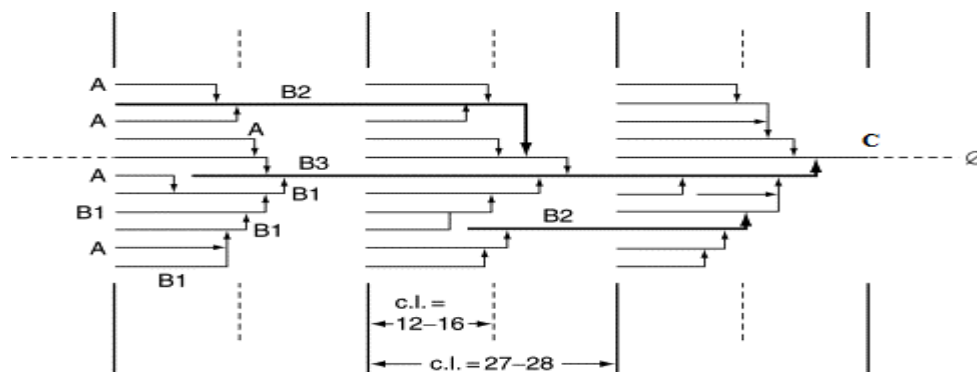 A
B2
A
A
C
B3
Ø
A
B1
B1
B1
B2
A
B1
c.l. =
12–16
c.l. = 27–28